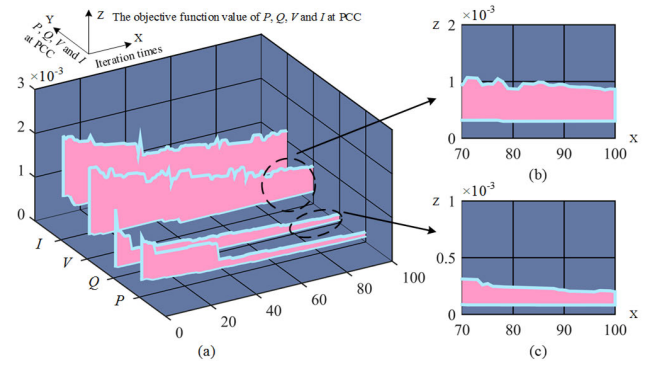 Z The objective function value of P, Q, V and I at PCC
Y
X
P, Q, V and I
at PCC
Iteration times
×10⁻³
3
2
1
0
I
V
Q
P
0
20
40
60
80
100
(a)
Z ×10⁻³
2
1
0
70 80 90 100 X
(b)
Z ×10⁻³
1
0.5
0
70 80 90 100 X
(c)